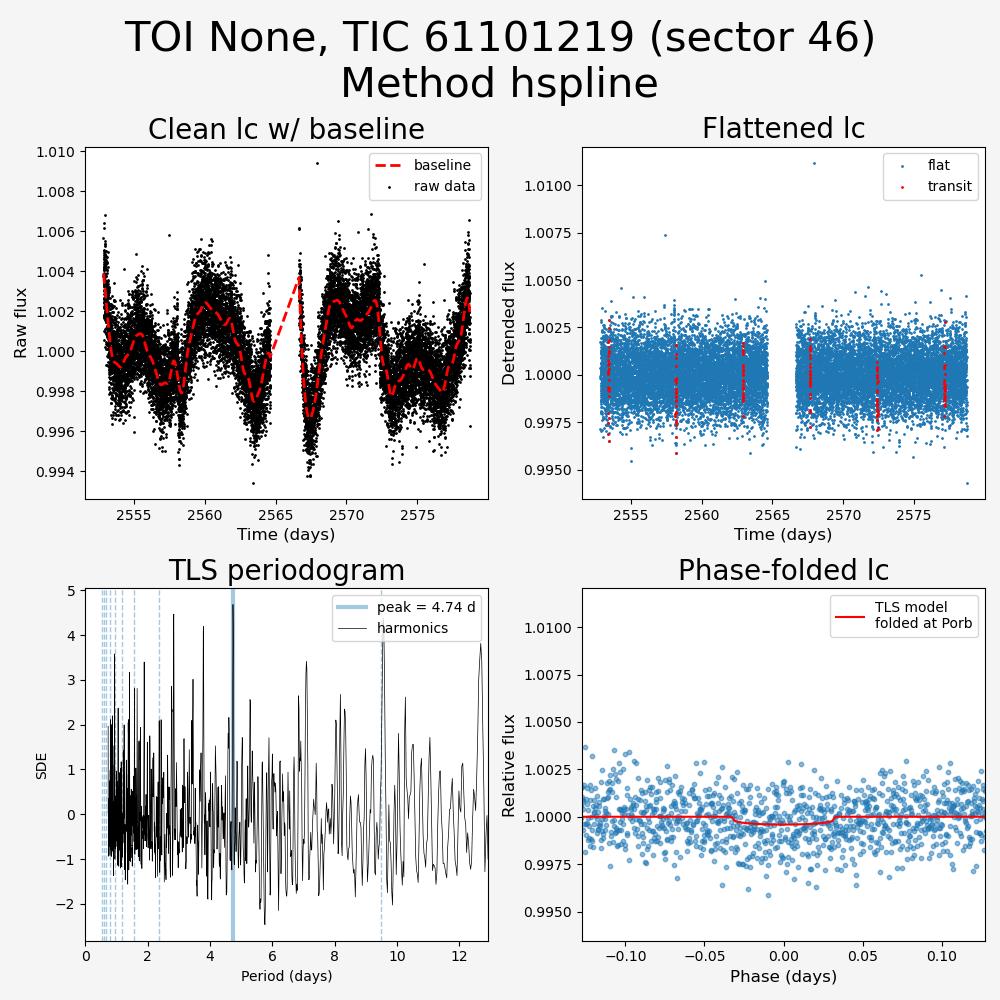 TOI None, TIC 61101219 (sector 46)
Method hspline
Clean lc w/ baseline
Flattened lc
baseline
raw data
flat
transit
Raw flux
1.010
1.008
1.006
1.004
1.002
1.000
0.998
0.996
0.994
2555
2560
2565
2570
2575
Time (days)
Detrended flux
1.0100
1.0075
1.0050
1.0025
1.0000
0.9975
0.9950
2555
2560
2565
2570
2575
Time (days)
TLS periodogram
Phase-folded lc
peak = 4.74 d
harmonics
TLS model
folded at Porb
SDE
5
4
3
2
1
0
−1
−2
0
2
4
6
8
10
12
Period (days)
Relative flux
1.0100
1.0075
1.0050
1.0025
1.0000
0.9975
0.9950
−0.10
−0.05
0.00
0.05
0.10
Phase (days)